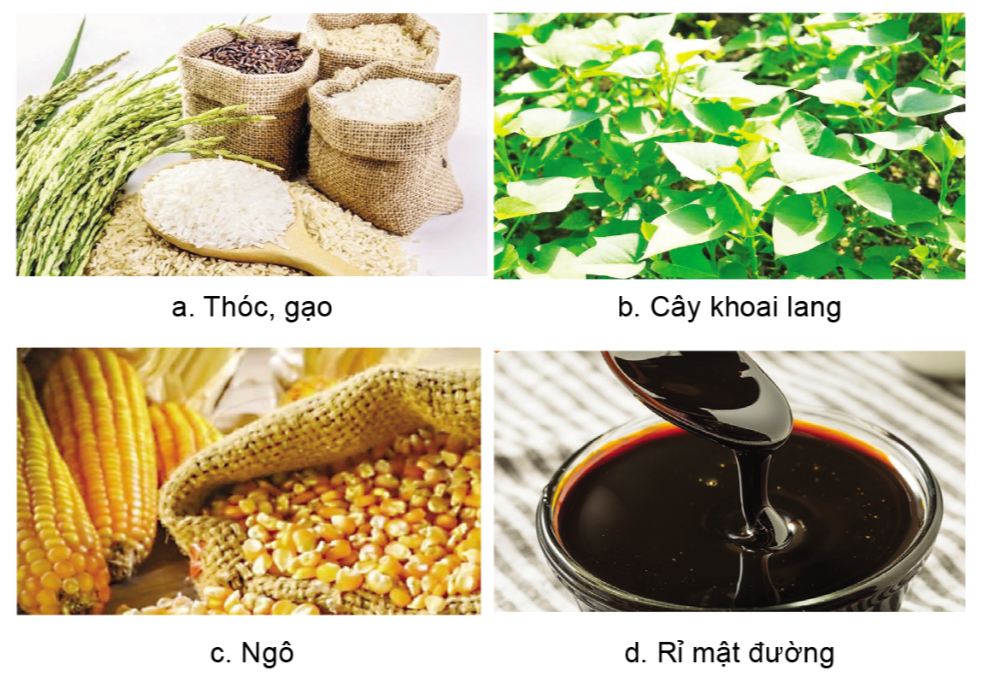 a. Thóc, gạo
b. Cây khoai lang
c. Ngô
d. Rỉ mật đường